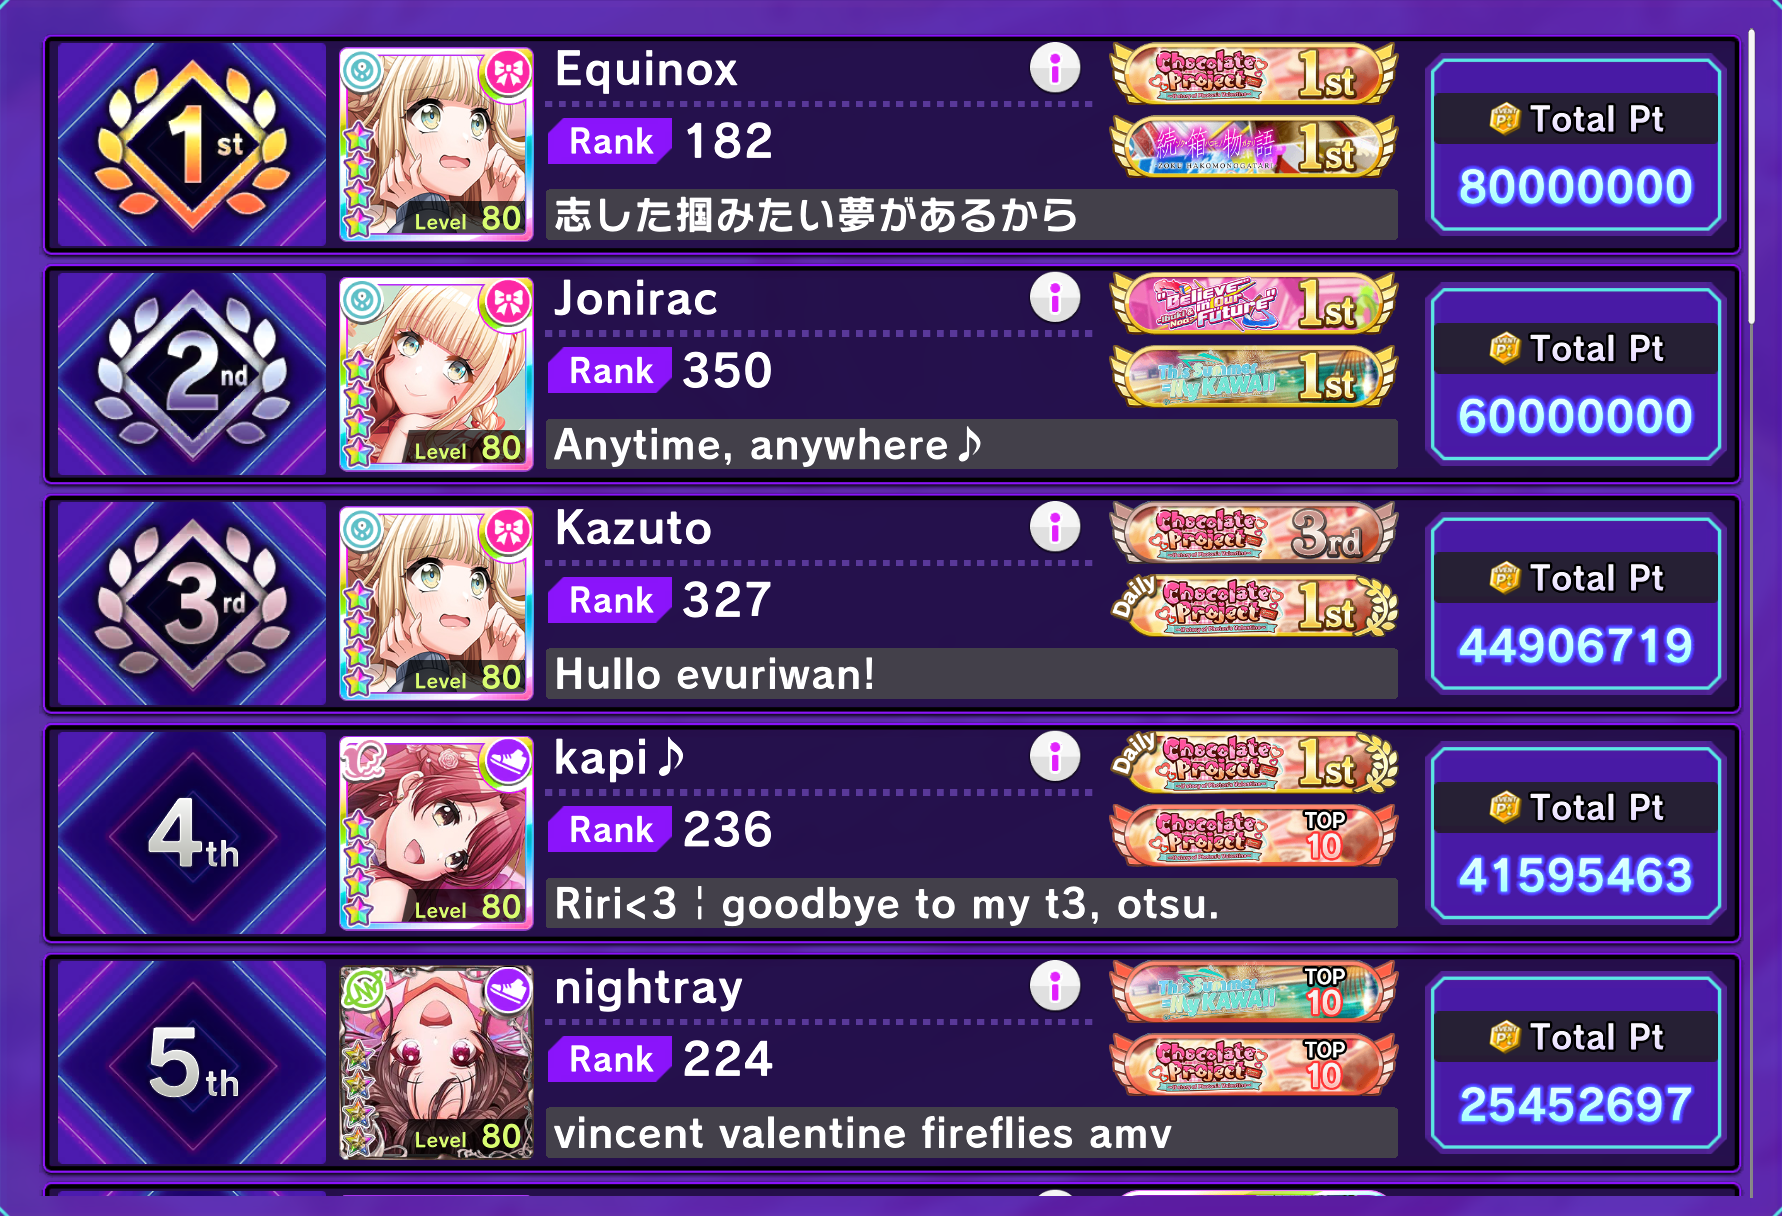 1st
Equinox
Chocolate Project 1st
Rank 182
続・箱物語 1st
ZOKU HAKOMONOGATARI
Level 80
志した掴みたい夢があるから
Total Pt
80000000
2nd
Jonirac
"Believe in Our Future" 1st
Rank 350
This Summer My KAWAII 1st
Level 80
Anytime, anywhere♪
Total Pt
60000000
3rd
Kazuto
Chocolate Project 3rd
Rank 327
Daily Chocolate Project 1st
Level 80
Hullo evuriwan!
Total Pt
44906719
4th
kapi♪
Daily Chocolate Project 1st
Rank 236
Chocolate Project TOP 10
Level 80
Riri<3 ¦ goodbye to my t3, otsu.
Total Pt
41595463
5th
nightray
This Summer My KAWAII TOP 10
Rank 224
Chocolate Project TOP 10
Level 80
vincent valentine fireflies amv
Total Pt
25452697